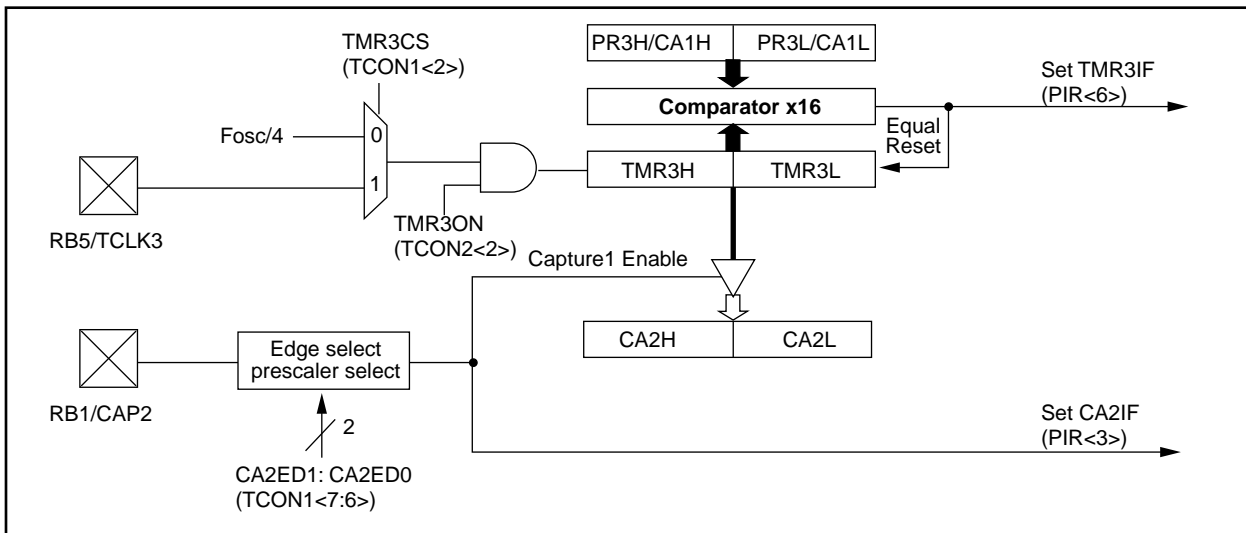 TMR3CS
(TCON1<2>)
PR3H/CA1H PR3L/CA1L
Set TMR3IF
(PIR<6>)
Comparator x16
Fosc/4
0
Equal
Reset
1
TMR3H TMR3L
RB5/TCLK3
TMR3ON
(TCON2<2>)
Capture1 Enable
CA2H CA2L
Edge select
prescaler select
RB1/CAP2
2
Set CA2IF
(PIR<3>)
CA2ED1: CA2ED0
(TCON1<7:6>)